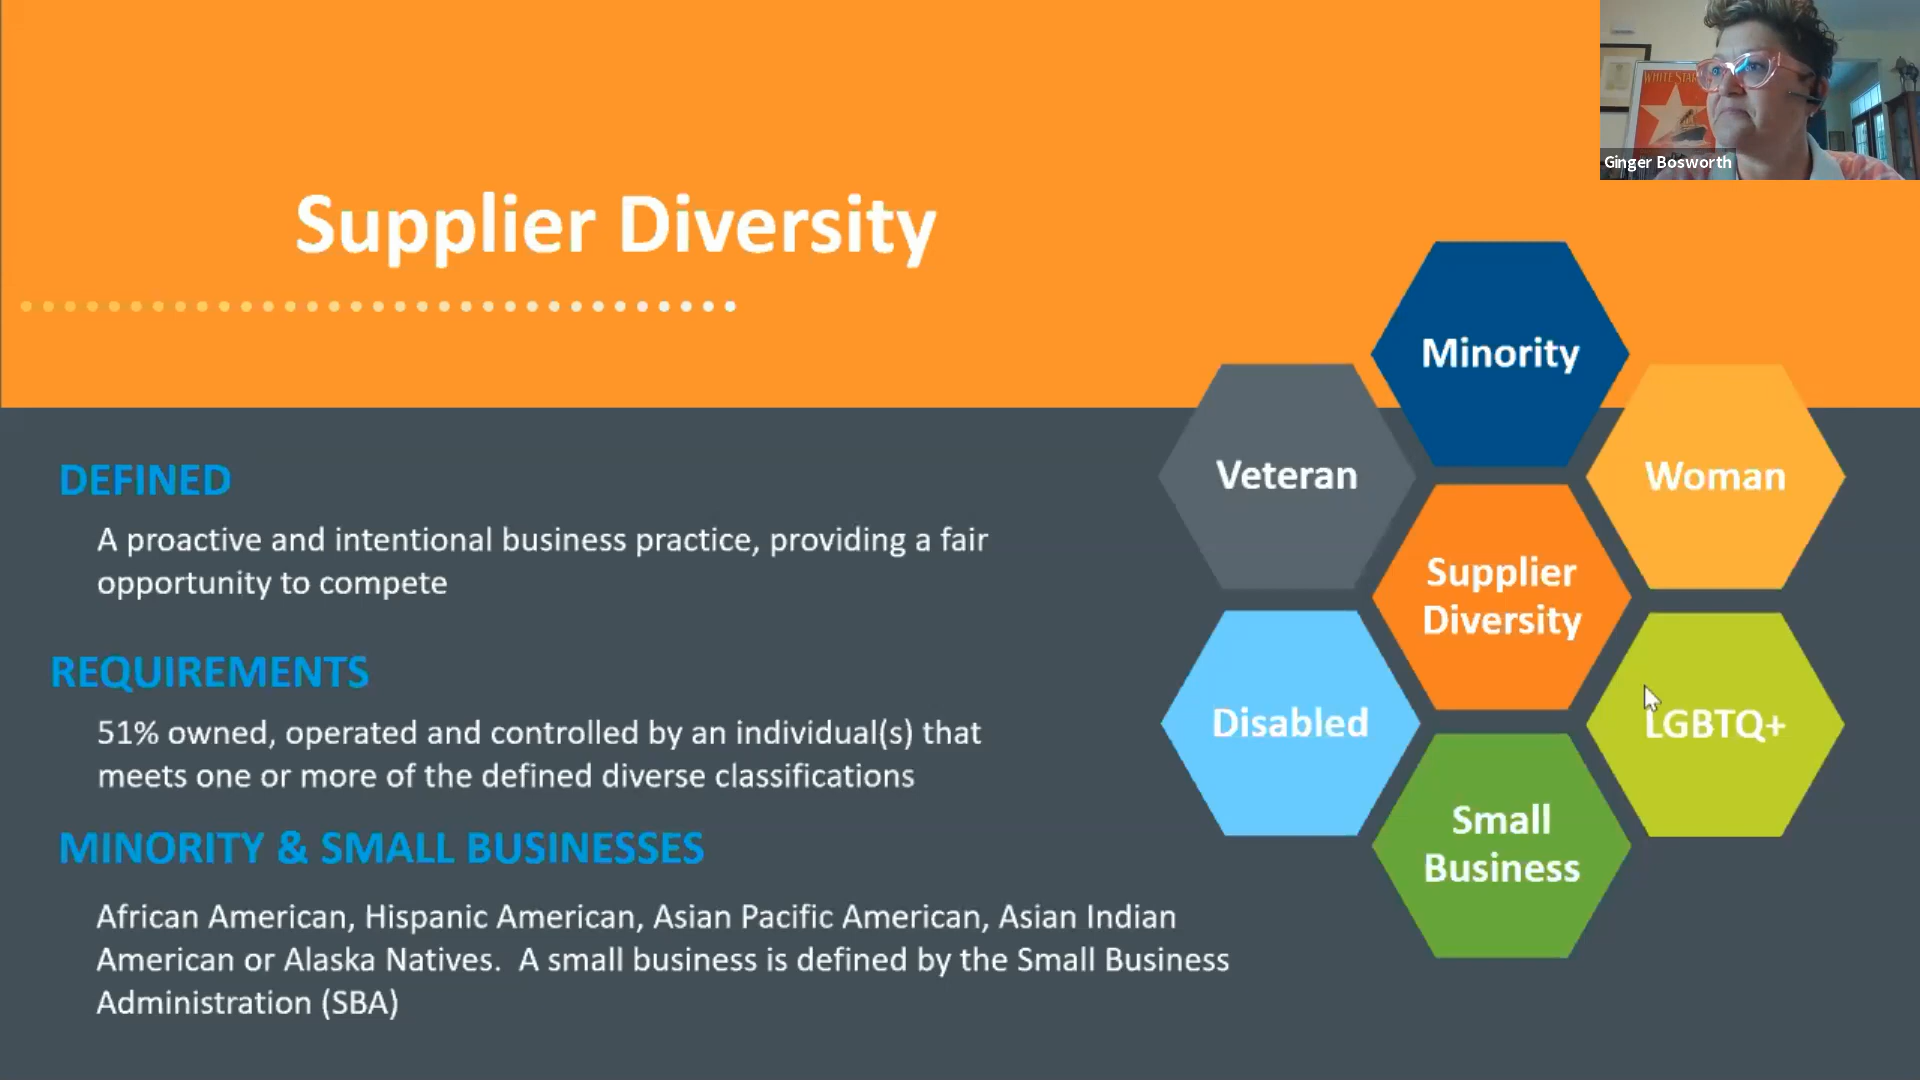 WHITE STAR
Ginger Bosworth
Supplier Diversity
DEFINED
A proactive and intentional business practice, providing a fair
opportunity to compete
REQUIREMENTS
51% owned, operated and controlled by an individual(s) that
meets one or more of the defined diverse classifications
MINORITY & SMALL BUSINESSES
African American, Hispanic American, Asian Pacific American, Asian Indian
American or Alaska Natives.  A small business is defined by the Small Business
Administration (SBA)
Minority
Veteran
Woman
Supplier
Diversity
Disabled
LGBTQ+
Small
Business